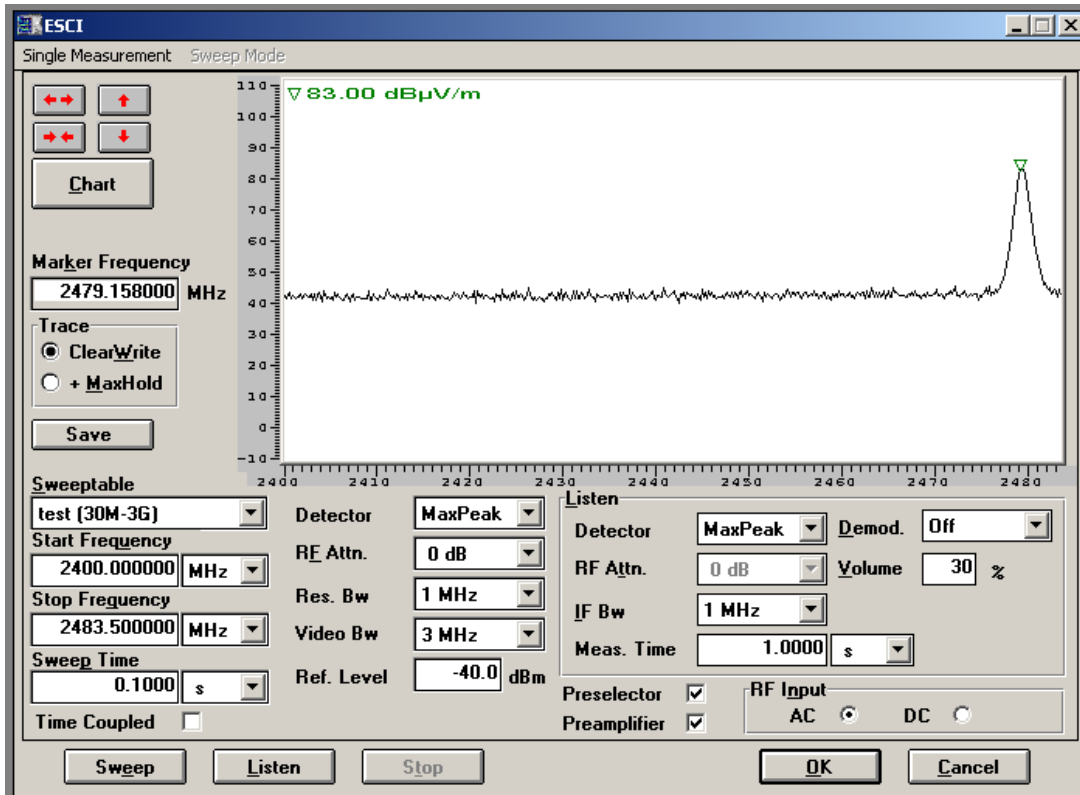 ESCI
Single Measurement Sweep Mode
110
100
90
80
70
60
50
40
30
20
10
0
-10
83.00 dBµV/m
2400 2410 2420 2430 2440 2450 2460 2470 2480
Chart
Marker Frequency
2479.158000 MHz
Trace
ClearWrite
+ MaxHold
Save
Sweeptable
test (30M-3G)
Start Frequency
2400.000000 MHz
Stop Frequency
2483.500000 MHz
Sweep Time
0.1000 s
Time Coupled
Detector MaxPeak
RF Attn. 0 dB
Res. Bw 1 MHz
Video Bw 3 MHz
Ref. Level -40.0 dBm
Listen
Detector MaxPeak Demod. Off
RF Attn. 0 dB Volume 30 %
IF Bw 1 MHz
Meas. Time 1.0000 s
Preselector
Preamplifier
RF Input
AC DC
Sweep Listen Stop OK Cancel